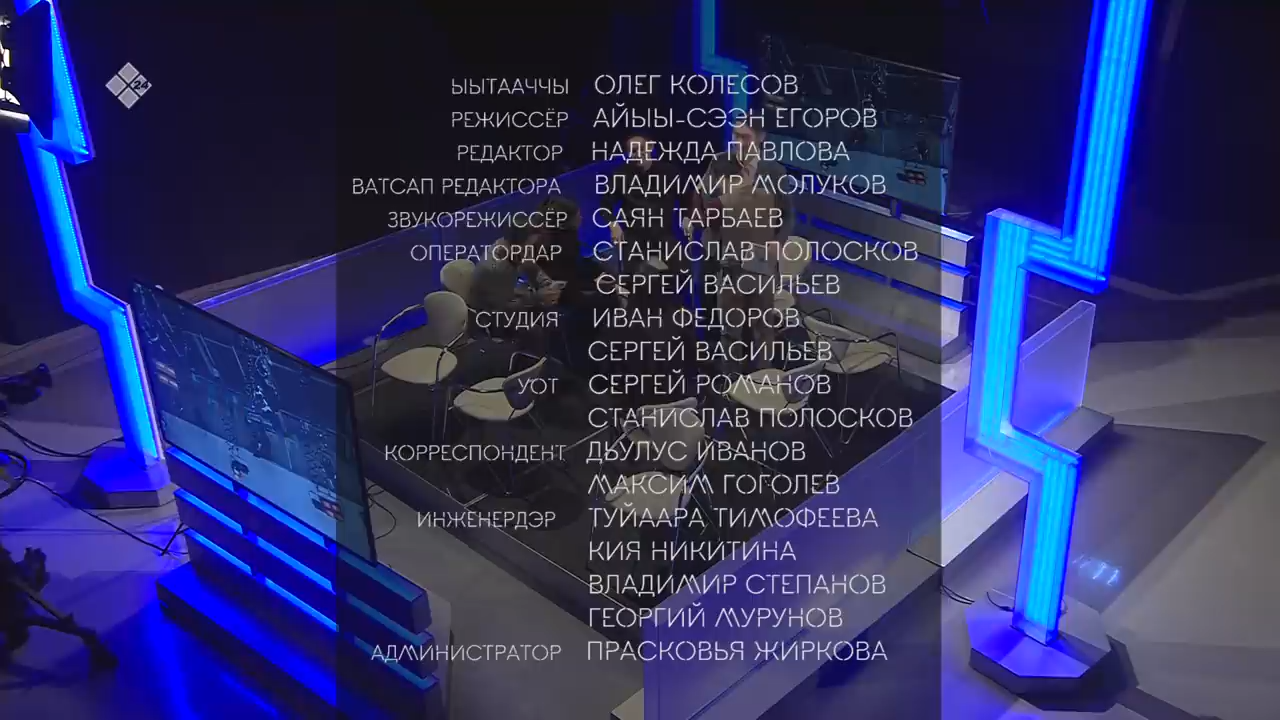 24
ЫЫТААЧЧЫ ОЛЕГ КОЛЕСОВ
РЕЖИССЁР АЙЫЫ-СЭЭН ЕГОРОВ
РЕДАКТОР НАДЕЖДА ПАВЛОВА
ВАТСАП РЕДАКТОРА ВЛАДИМИР МОЛУКОВ
ЗВУКОРЕЖИССЁР САЯН ТАРБАЕВ
ОПЕРАТОРДАР СТАНИСЛАВ ПОЛОСКОВ
СЕРГЕЙ ВАСИЛЬЕВ
СТУДИЯ ИВАН ФЕДОРОВ
СЕРГЕЙ ВАСИЛЬЕВ
УОТ СЕРГЕЙ РОМАНОВ
СТАНИСЛАВ ПОЛОСКОВ
КОРРЕСПОНДЕНТ ДЬУЛУС ИВАНОВ
МАКСИМ ГОГОЛЕВ
ИНЖЕНЕРДЭР ТУЙААРА ТИМОФЕЕВА
КИЯ НИКИТИНА
ВЛАДИМИР СТЕПАНОВ
ГЕОРГИЙ МУРУНОВ
АДМИНИСТРАТОР ПРАСКОВЬЯ ЖИРКОВА